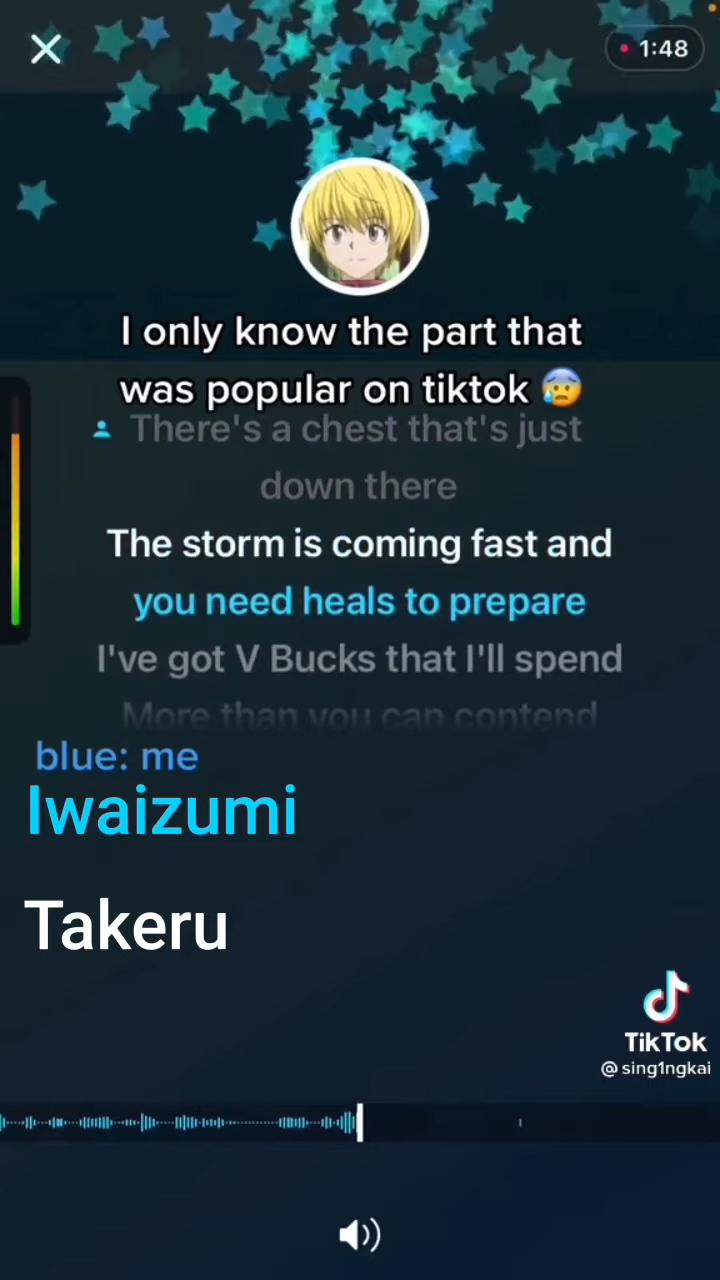 1:48
I only know the part that
was popular on tiktok 😰
There's a chest that's just
down there
The storm is coming fast and
you need heals to prepare
I've got V Bucks that I'll spend
More than you can contend
blue: me
Iwaizumi
Takeru
TikTok
@sing1ngkai